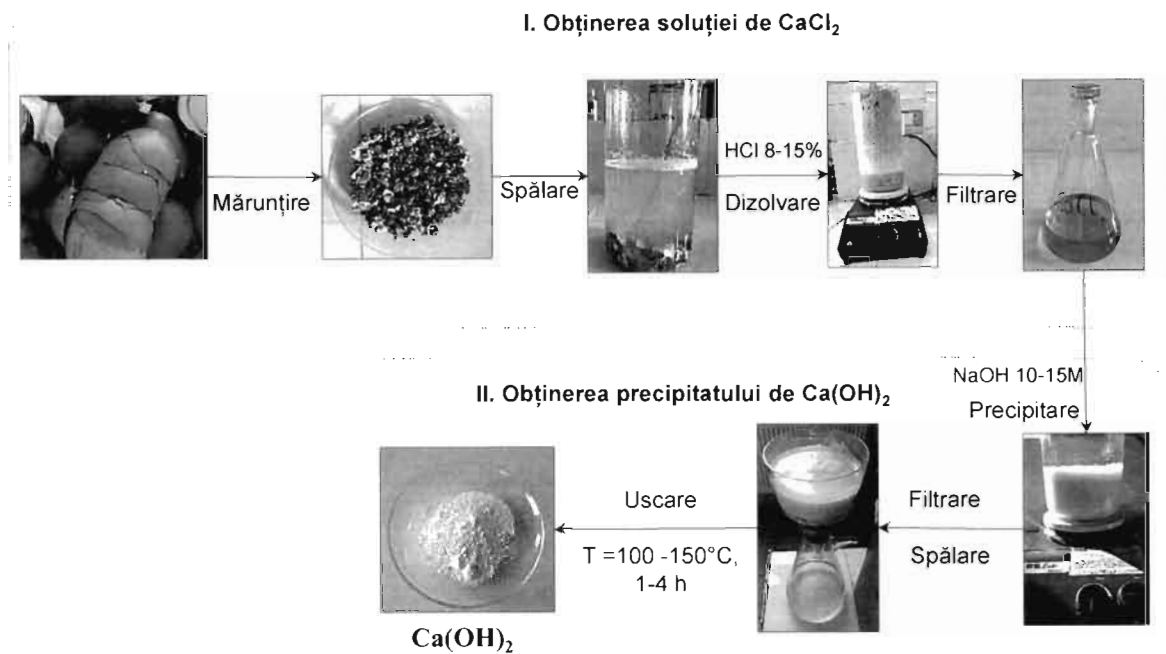 I. Obținerea soluției de CaCl₂
Mărunțire
Spălare
HCl 8-15%
Dizolvare
Filtrare
NaOH 10-15M
Precipitare
II. Obținerea precipitatului de Ca(OH)₂
Filtrare
Spălare
Uscare
T =100 -150°C,
1-4 h
Ca(OH)₂